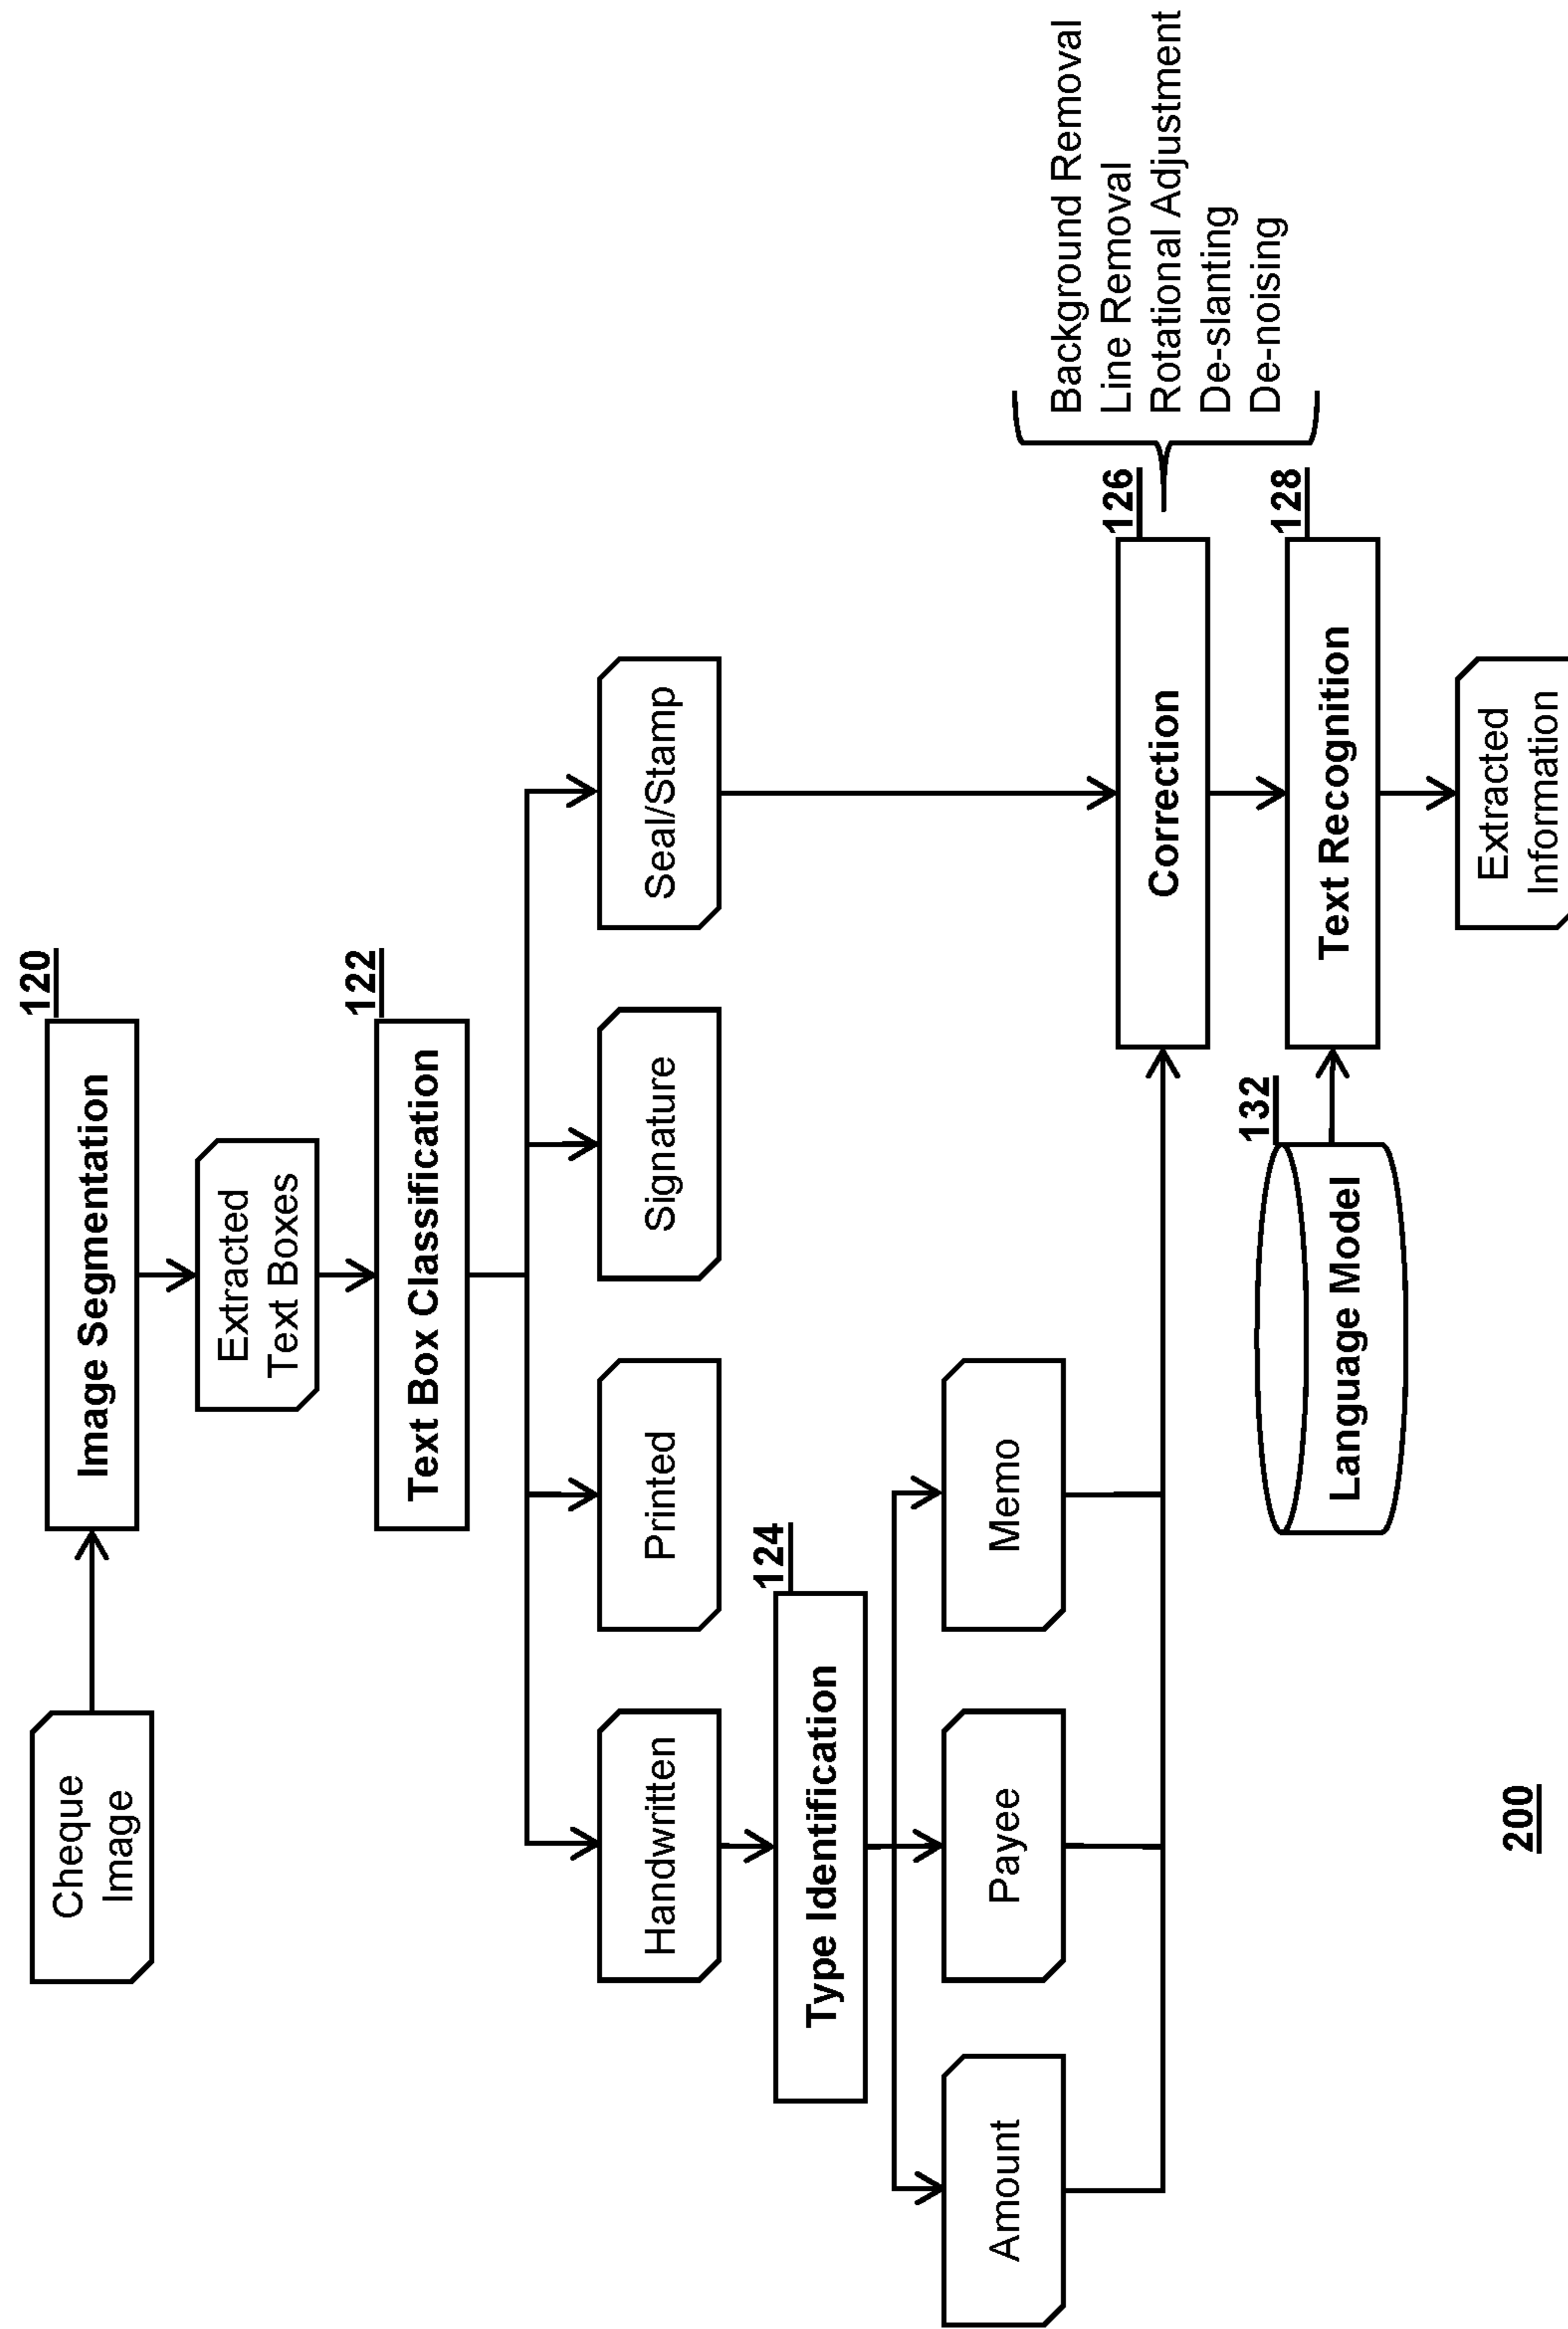 Cheque
Image
120
Image Segmentation
Extracted
Text Boxes
122
Text Box Classification
Handwritten
Printed
Signature
Seal/Stamp
124
Type Identification
Amount
Payee
Memo
126
Correction
Background Removal
Line Removal
Rotational Adjustment
De-slanting
De-noising
132
Language Model
128
Text Recognition
Extracted
Information
200